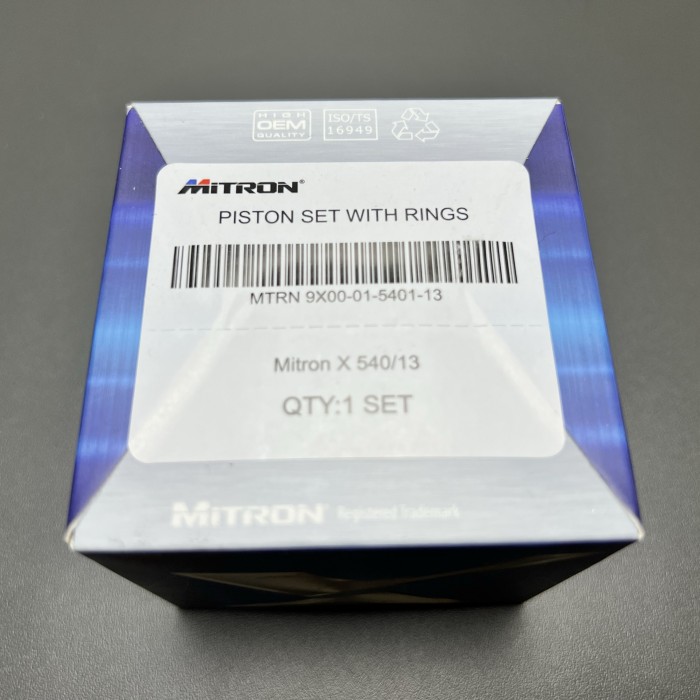 HIGH
OEM
QUALITY
ISO/TS
16949
MiTRON®
PISTON SET WITH RINGS
MTRN 9X00-01-5401-13
Mitron X 540/13
QTY:1 SET
MiTRON Registered Trademark